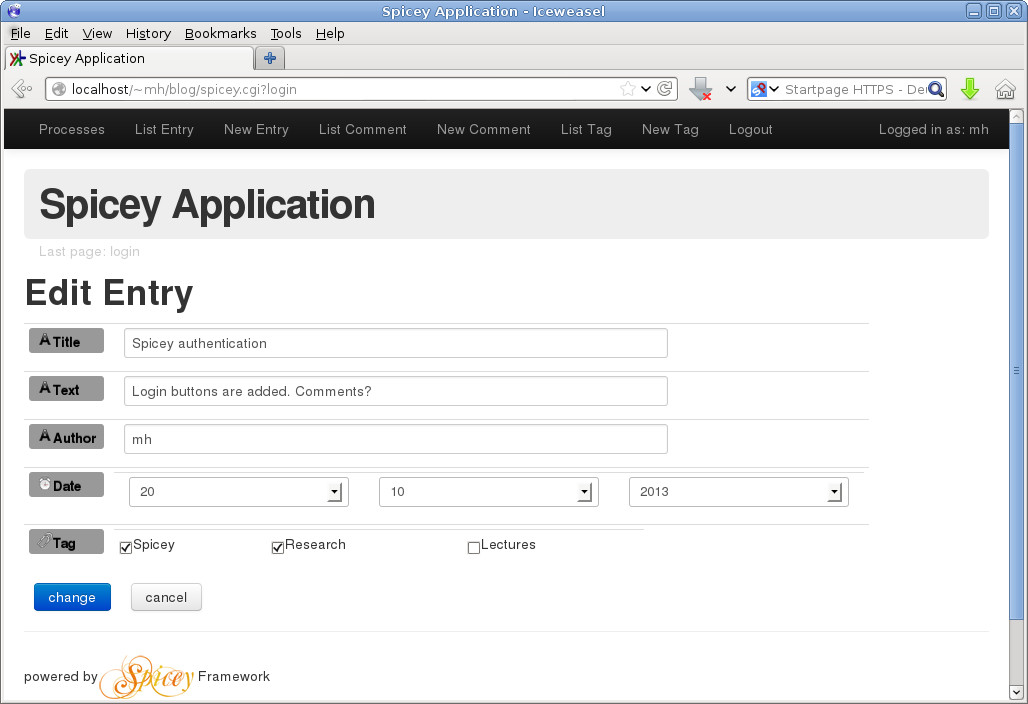 Spicey Application - Iceweasel
File Edit View History Bookmarks Tools Help
Spicey Application
localhost/~mh/blog/spicey.cgi?login Startpage HTTPS - De
Processes List Entry New Entry List Comment New Comment List Tag New Tag Logout Logged in as: mh
Spicey Application
Last page: login
Edit Entry
Title Spicey authentication
Text Login buttons are added. Comments?
Author mh
Date 20 10 2013
Tag Spicey Research Lectures
change cancel
powered by Spicey Framework